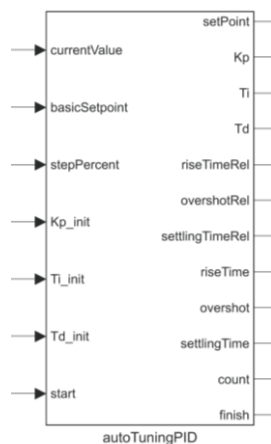 setPoint
currentValue
Kp
Ti
basicSetpoint
Td
stepPercent
riseTimeRel
overshotRel
Kp_init
settlingTimeRel
riseTime
Ti_init
overshot
Td_init
settlingTime
count
start
finish
autoTuningPID